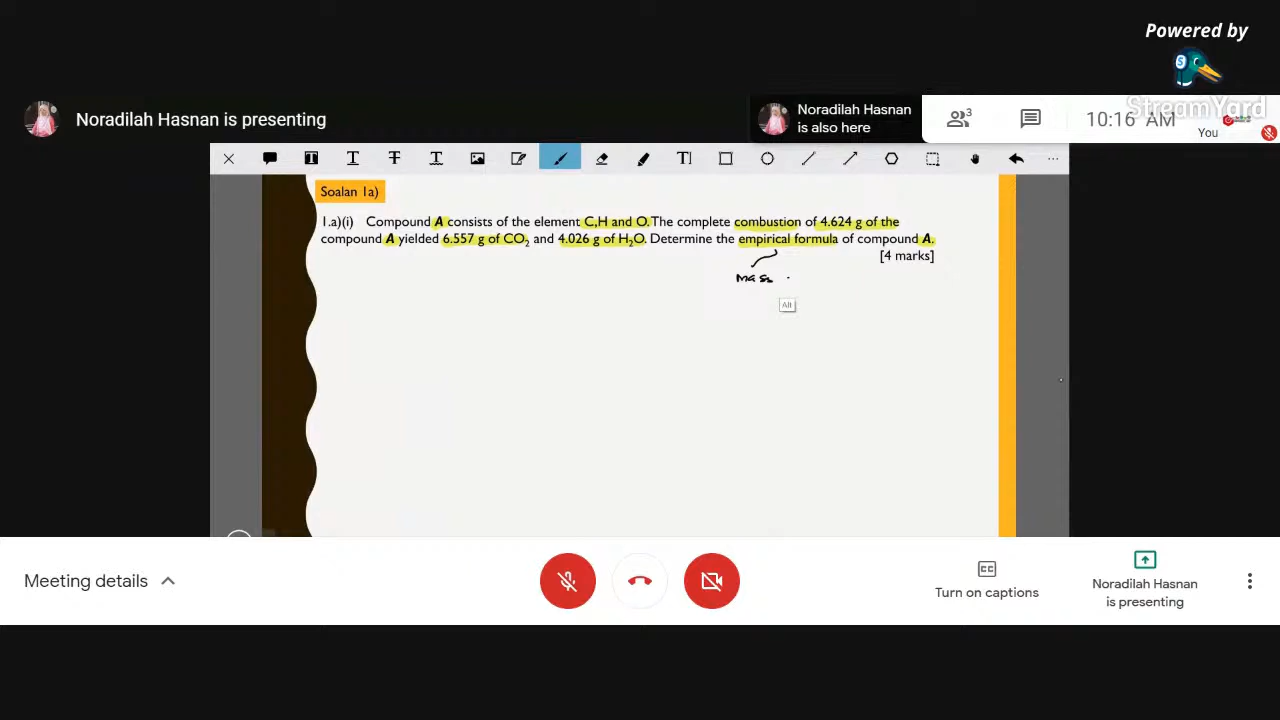 Powered by
StreamYard
Noradilah Hasnan is presenting
Noradilah Hasnan
is also here
3
10:16 AM
You
Soalan 1a)
1.a)(i) Compound A consists of the element C,H and O. The complete combustion of 4.624 g of the
compound A yielded 6.557 g of CO₂ and 4.026 g of H₂O. Determine the empirical formula of compound A.
[4 marks]
mass
Alt
Meeting details
CC
Turn on captions
Noradilah Hasnan
is presenting